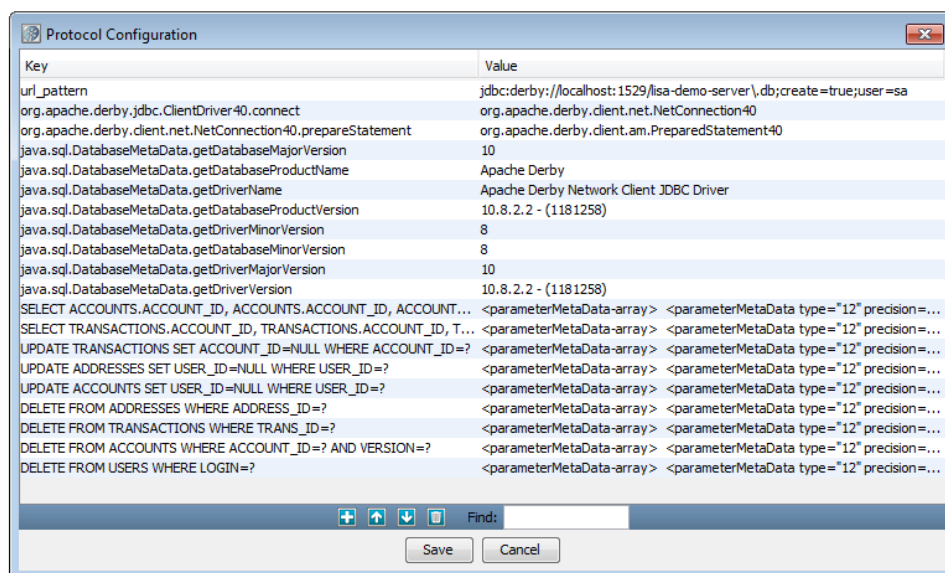 Protocol Configuration
Key Value
url_pattern jdbc:derby://localhost:1529/lisa-demo-server\.db;create=true;user=sa
org.apache.derby.jdbc.ClientDriver40.connect org.apache.derby.client.net.NetConnection40
org.apache.derby.client.net.NetConnection40.prepareStatement org.apache.derby.client.am.PreparedStatement40
java.sql.DatabaseMetaData.getDatabaseMajorVersion 10
java.sql.DatabaseMetaData.getDatabaseProductName Apache Derby
java.sql.DatabaseMetaData.getDriverName Apache Derby Network Client JDBC Driver
java.sql.DatabaseMetaData.getDatabaseProductVersion 10.8.2.2 - (1181258)
java.sql.DatabaseMetaData.getDriverMinorVersion 8
java.sql.DatabaseMetaData.getDatabaseMinorVersion 8
java.sql.DatabaseMetaData.getDriverMajorVersion 10
java.sql.DatabaseMetaData.getDriverVersion 10.8.2.2 - (1181258)
SELECT ACCOUNTS.ACCOUNT_ID, ACCOUNTS.ACCOUNT_ID, ACCOUNT... <parameterMetaData-array> <parameterMetaData type="12" precision=...
SELECT TRANSACTIONS.ACCOUNT_ID, TRANSACTIONS.ACCOUNT_ID, T... <parameterMetaData-array> <parameterMetaData type="12" precision=...
UPDATE TRANSACTIONS SET ACCOUNT_ID=NULL WHERE ACCOUNT_ID=? <parameterMetaData-array> <parameterMetaData type="12" precision=...
UPDATE ADDRESSES SET USER_ID=NULL WHERE USER_ID=? <parameterMetaData-array> <parameterMetaData type="12" precision=...
UPDATE ACCOUNTS SET USER_ID=NULL WHERE USER_ID=? <parameterMetaData-array> <parameterMetaData type="12" precision=...
DELETE FROM ADDRESSES WHERE ADDRESS_ID=? <parameterMetaData-array> <parameterMetaData type="12" precision=...
DELETE FROM TRANSACTIONS WHERE TRANS_ID=? <parameterMetaData-array> <parameterMetaData type="12" precision=...
DELETE FROM ACCOUNTS WHERE ACCOUNT_ID=? AND VERSION=? <parameterMetaData-array> <parameterMetaData type="12" precision=...
DELETE FROM USERS WHERE LOGIN=? <parameterMetaData-array> <parameterMetaData type="12" precision=...
Find:
Save Cancel